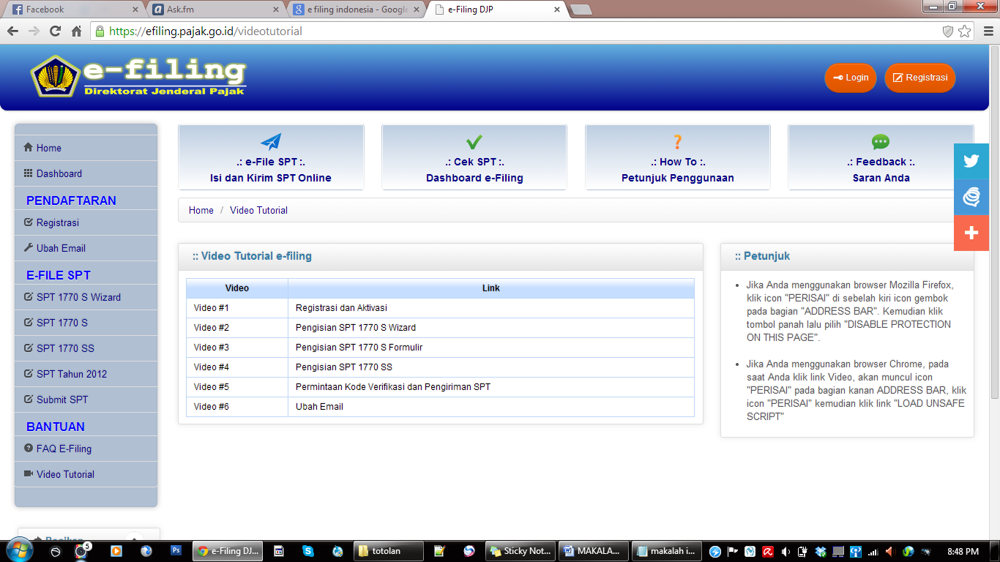 Facebook
Ask.fm
e filing indonesia - Google
e-Filing DJP
https://efiling.pajak.go.id/videotutorial
e-filing
Direktorat Jenderal Pajak
Login
Registrasi
Home
Dashboard
PENDAFTARAN
Registrasi
Ubah Email
E-FILE SPT
SPT 1770 S Wizard
SPT 1770 S
SPT 1770 SS
SPT Tahun 2012
Submit SPT
BANTUAN
FAQ E-Filing
Video Tutorial
.: e-File SPT :.
Isi dan Kirim SPT Online
.: Cek SPT :.
Dashboard e-Filing
.: How To :.
Petunjuk Penggunaan
.: Feedback :.
Saran Anda
Home / Video Tutorial
:: Video Tutorial e-filing
Video Link
Video #1 Registrasi dan Aktivasi
Video #2 Pengisian SPT 1770 S Wizard
Video #3 Pengisian SPT 1770 S Formulir
Video #4 Pengisian SPT 1770 SS
Video #5 Permintaan Kode Verifikasi dan Pengiriman SPT
Video #6 Ubah Email
:: Petunjuk
Jika Anda menggunakan browser Mozilla Firefox,
klik icon "PERISAI" di sebelah kiri icon gembok
pada bagian "ADDRESS BAR". Kemudian klik
tombol panah lalu pilih "DISABLE PROTECTION
ON THIS PAGE".
Jika Anda menggunakan browser Chrome, pada
saat Anda klik link Video, akan muncul icon
"PERISAI" pada bagian kanan ADDRESS BAR, klik
icon "PERISAI" kemudian klik link "LOAD UNSAFE
SCRIPT"
5
Ps
e-Filing DJ...
totolan
Sticky Not...
MAKALA...
makalah i...
8:48 PM